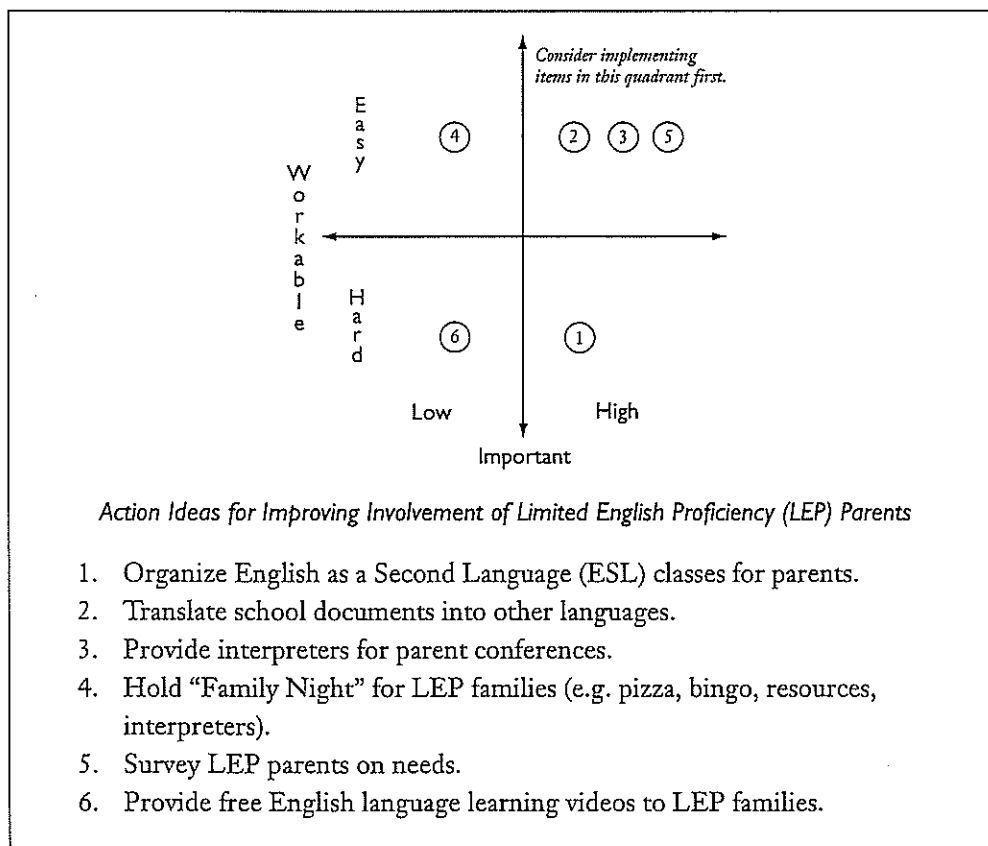 Consider implementing
items in this quadrant first.
Easy
4
2 3 5
Workable
Hard
6
1
Low
High
Important
Action Ideas for Improving Involvement of Limited English Proficiency (LEP) Parents
1. Organize English as a Second Language (ESL) classes for parents.
2. Translate school documents into other languages.
3. Provide interpreters for parent conferences.
4. Hold “Family Night” for LEP families (e.g. pizza, bingo, resources,
interpreters).
5. Survey LEP parents on needs.
6. Provide free English language learning videos to LEP families.